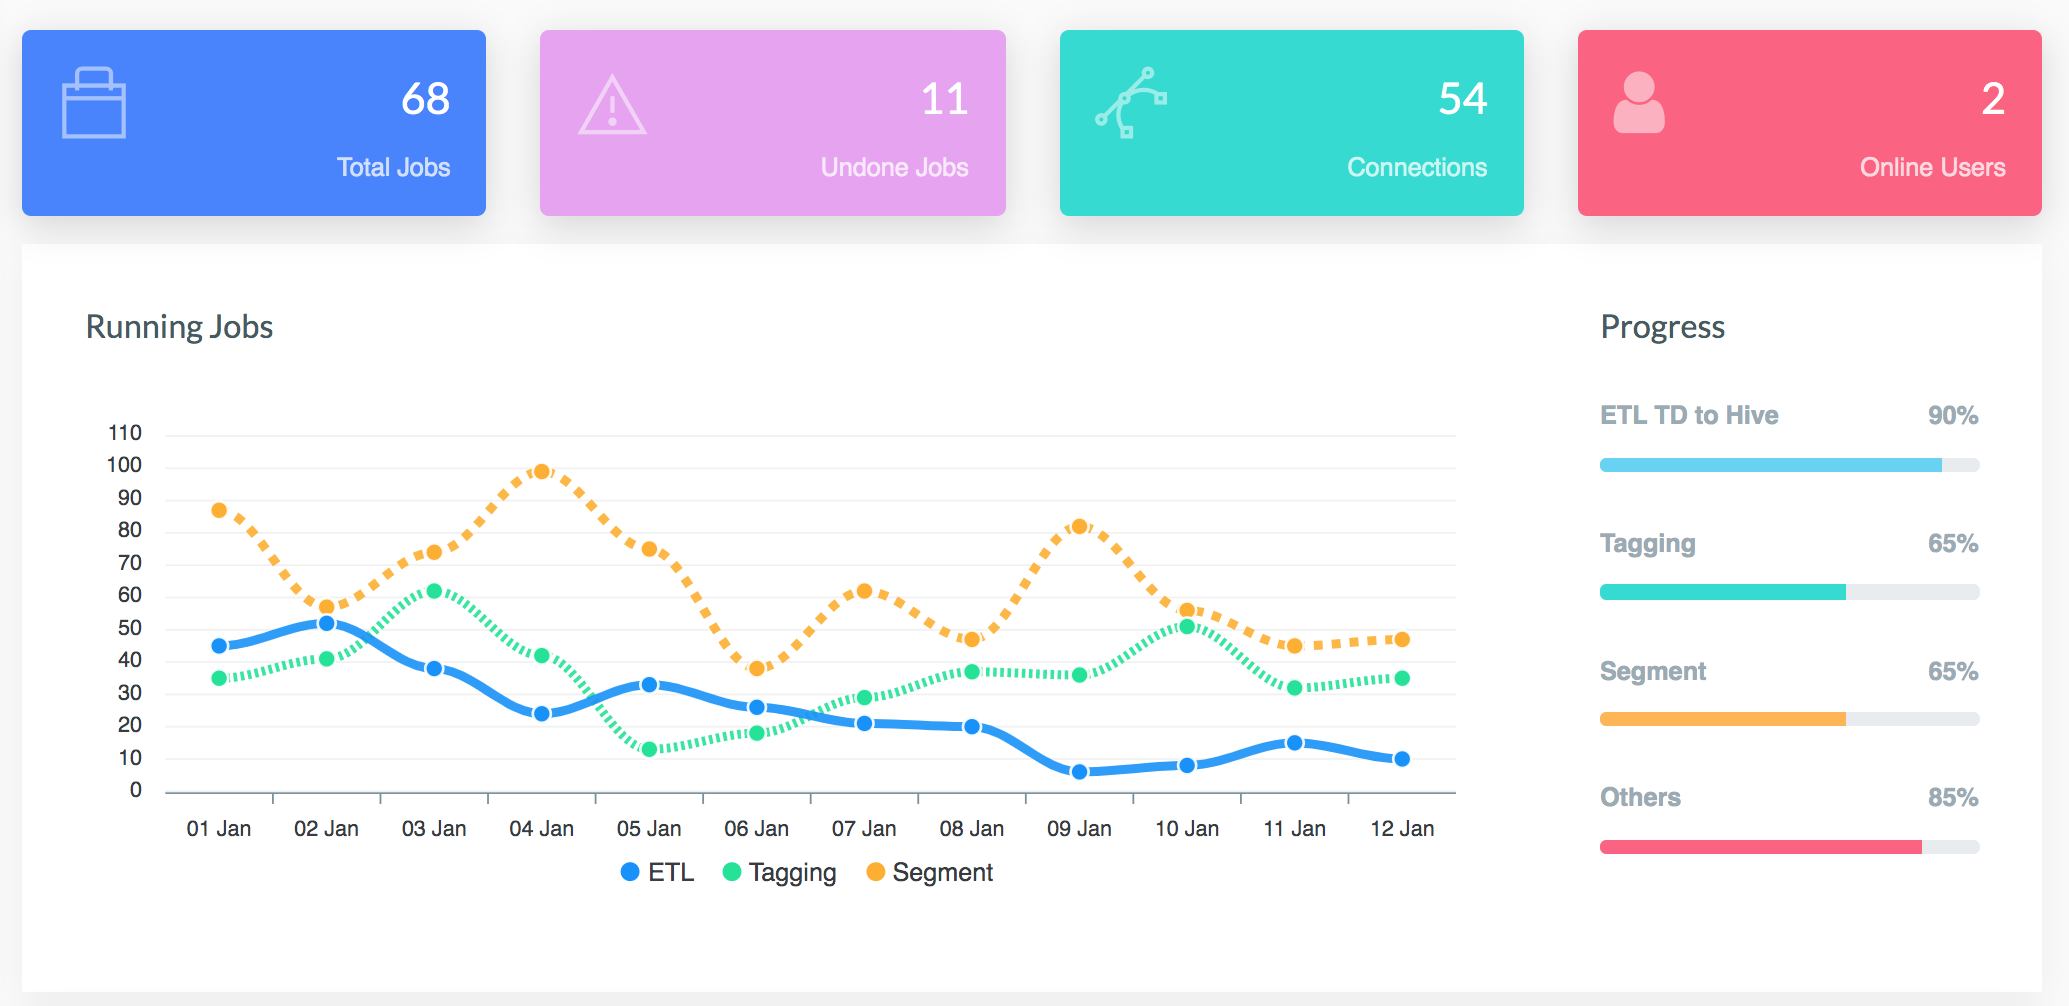 68
Total Jobs
11
Undone Jobs
54
Connections
2
Online Users
Running Jobs
110
100
90
80
70
60
50
40
30
20
10
0
01 Jan 02 Jan 03 Jan 04 Jan 05 Jan 06 Jan 07 Jan 08 Jan 09 Jan 10 Jan 11 Jan 12 Jan
ETL Tagging Segment
Progress
ETL TD to Hive 90%
Tagging 65%
Segment 65%
Others 85%